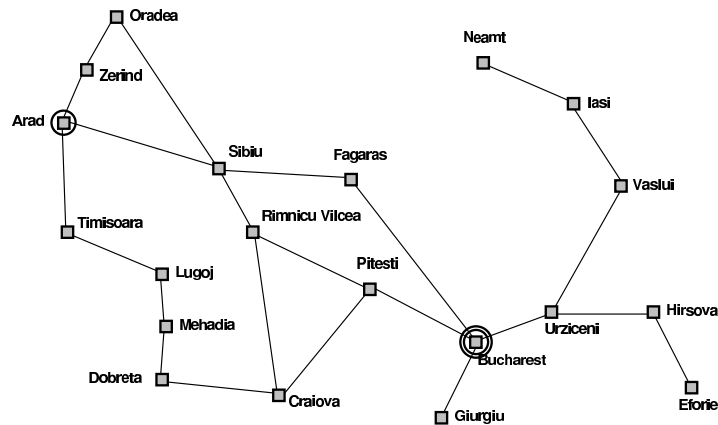 Oradea
Neamt
Zerind
Iasi
Arad
Sibiu
Fagaras
Vaslui
Rimnicu Vilcea
Timisoara
Pitesti
Lugoj
Hirsova
Mehadia
Urziceni
Bucharest
Dobreta
Craiova
Eforie
Giurgiu